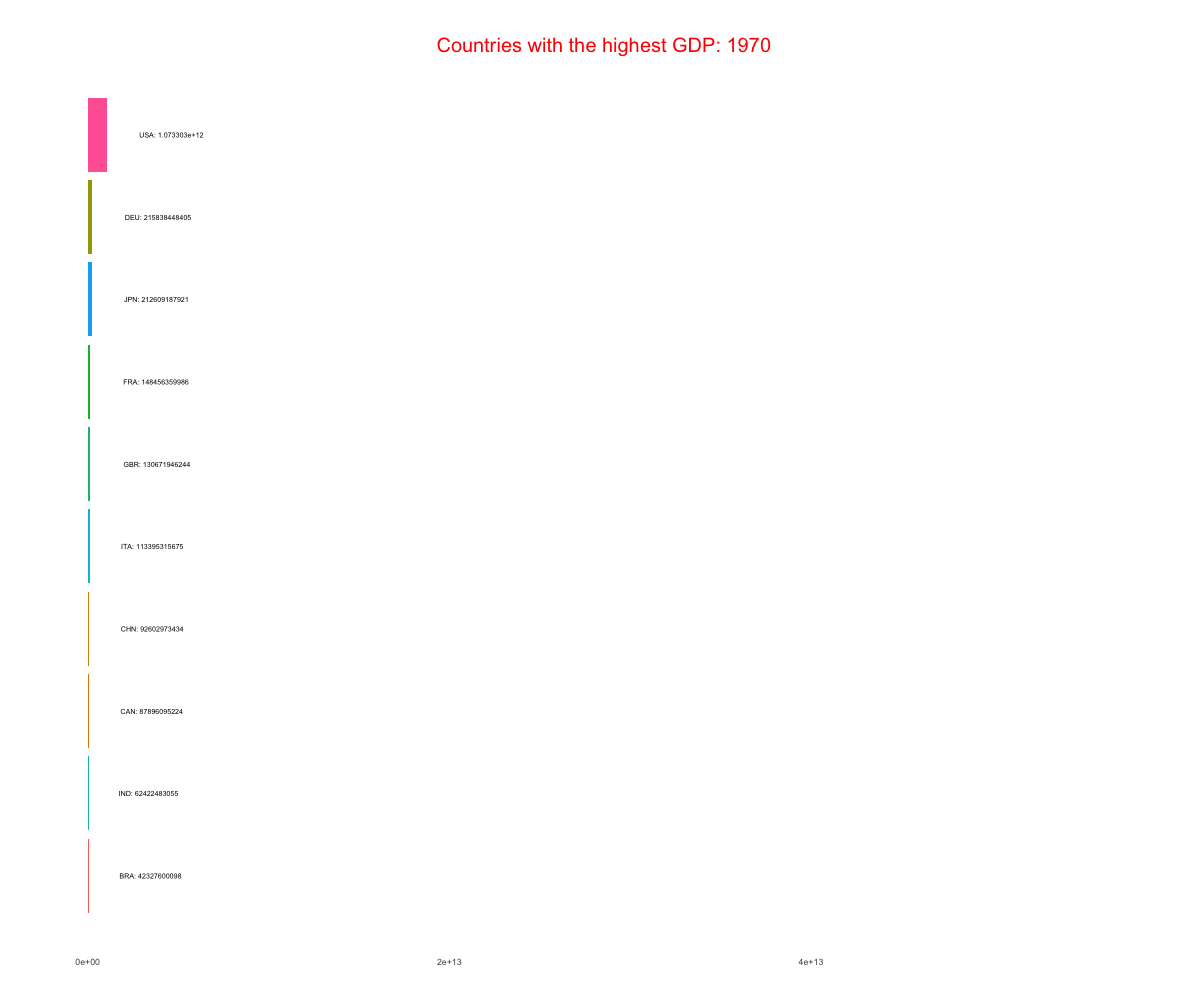 Countries with the highest GDP: 1970
USA: 1.073303e+12
DEU: 215838448405
JPN: 212609187921
FRA: 148456359986
GBR: 130671946244
ITA: 113395315675
CHN: 92602973434
CAN: 87896095224
IND: 62422483055
BRA: 42327600098
0e+00 2e+13 4e+13